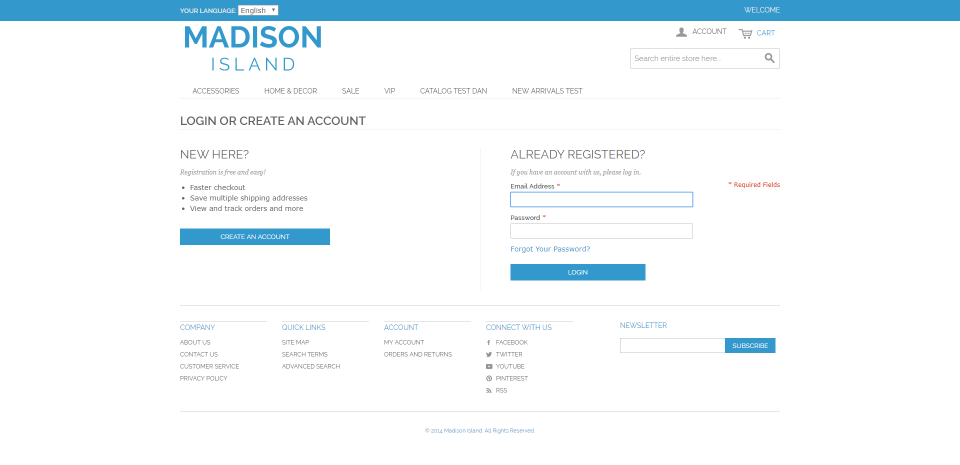 YOUR LANGUAGE: English
WELCOME
MADISON
ISLAND
ACCOUNT
CART
Search entire store here...
ACCESSORIES
HOME & DECOR
SALE
VIP
CATALOG TEST DAN
NEW ARRIVALS TEST
LOGIN OR CREATE AN ACCOUNT
NEW HERE?
Registration is free and easy!
Faster checkout
Save multiple shipping addresses
View and track orders and more
CREATE AN ACCOUNT
ALREADY REGISTERED?
If you have an account with us, please log in.
* Required Fields
Email Address *
Password *
Forgot Your Password?
LOGIN
COMPANY
ABOUT US
CONTACT US
CUSTOMER SERVICE
PRIVACY POLICY
QUICK LINKS
SITE MAP
SEARCH TERMS
ADVANCED SEARCH
ACCOUNT
MY ACCOUNT
ORDERS AND RETURNS
CONNECT WITH US
FACEBOOK
TWITTER
YOUTUBE
PINTEREST
RSS
NEWSLETTER
SUBSCRIBE
© 2014 Madison Island. All Rights Reserved.